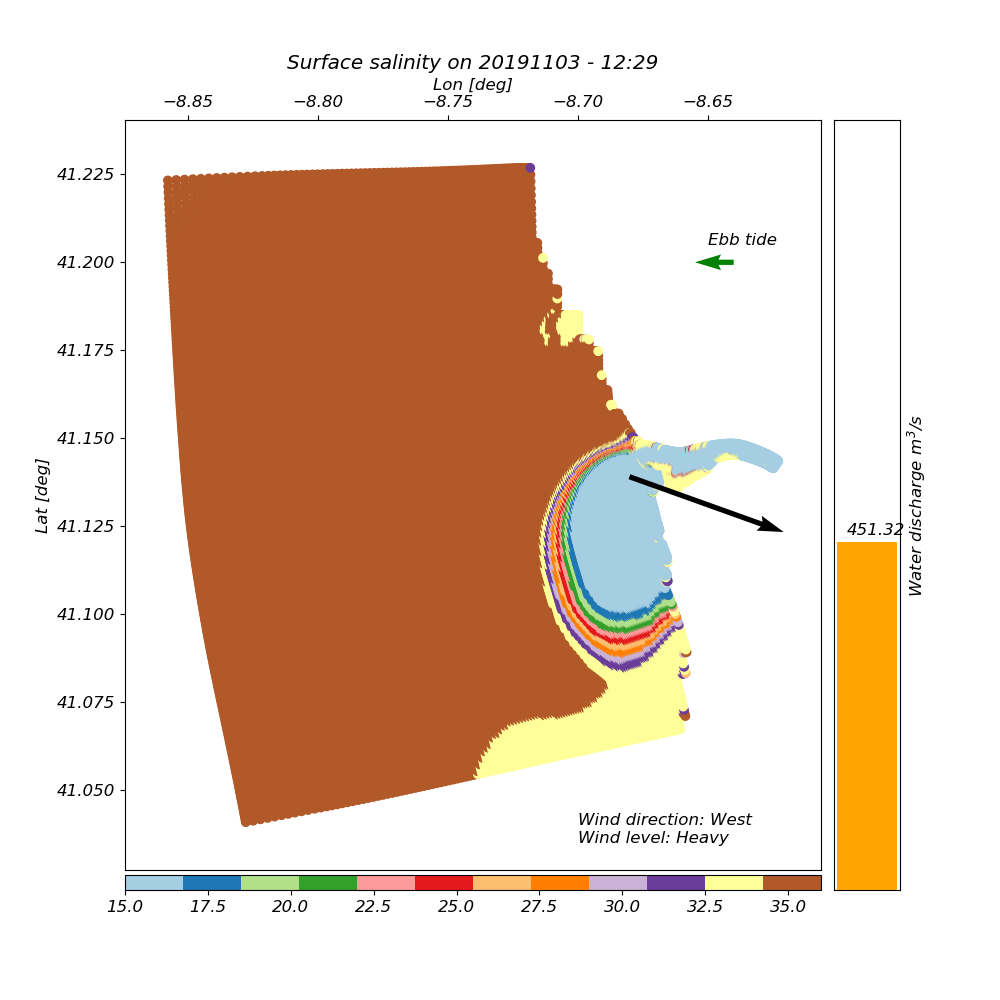 Surface salinity on 20191103 - 12:29
Lon [deg]
−8.85 −8.80 −8.75 −8.70 −8.65
41.225
41.200
41.175
41.150
41.125
41.100
41.075
41.050
Lat [deg]
Ebb tide
Wind direction: West
Wind level: Heavy
451.32
Water discharge m³/s
15.0 17.5 20.0 22.5 25.0 27.5 30.0 32.5 35.0